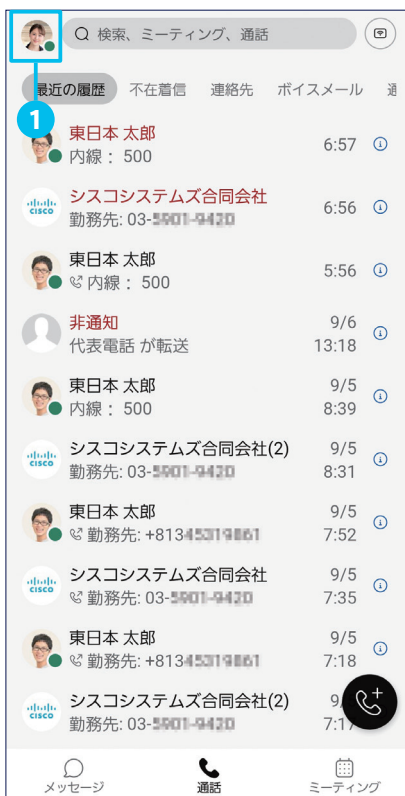 検索、ミーティング、通話
最近の履歴 不在着信 連絡先 ボイスメール
1
東日本 太郎 6:57
内線： 500
シスコシステムズ合同会社 6:56
CISCO
勤務先: 03-
東日本 太郎 5:56
内線： 500
非通知 9/6
代表電話 が転送 13:18
東日本 太郎 9/5
内線： 500 8:39
シスコシステムズ合同会社(2) 9/5
CISCO
勤務先: 03- 8:31
東日本 太郎 9/5
勤務先: +813 7:52
シスコシステムズ合同会社 9/5
CISCO
勤務先: 03- 7:35
東日本 太郎 9/5
勤務先: +813 7:18
シスコシステムズ合同会社(2)
CISCO
勤務先: 03-
メッセージ 通話 ミーティング